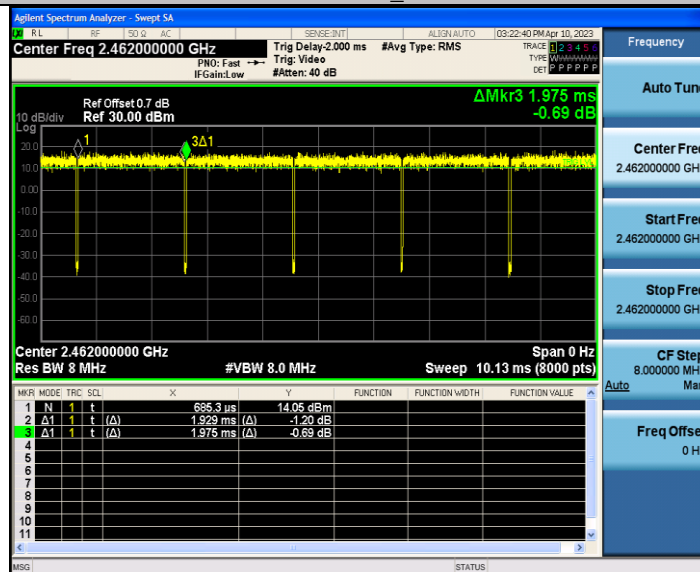 Agilent Spectrum Analyzer - Swept SA
RL RF 50 Ω AC SENSE:INT ALIGN AUTO 03:22:40 PM Apr 10, 2023
Center Freq 2.462000000 GHz
Trig Delay-2.000 ms #Avg Type: RMS
TRACE 1 2 3 4 5 6
PNO: Fast Trig: Video
TYPE W
IFGain:Low #Atten: 40 dB
DET P P P P P P
Frequency
Auto Tun
ΔMkr3 1.975 ms
-0.69 dB
Ref Offset 0.7 dB
10 dB/div Ref 30.00 dBm
Log
1
3Δ1
20.0
10.0
0.00
-10.0
-20.0
-30.0
-40.0
-50.0
-60.0
Center Fre
2.462000000 GH
Start Fre
2.462000000 GH
Stop Fre
2.462000000 GH
CF Ste
8.000000 MH
Auto Ma
Freq Offse
0 H
Center 2.462000000 GHz Span 0 Hz
Res BW 8 MHz #VBW 8.0 MHz Sweep 10.13 ms (8000 pts)
MKR MODE TRC SCL X Y FUNCTION FUNCTION WIDTH FUNCTION VALUE
1 N 1 t 685.3 µs 14.05 dBm
2 Δ1 1 t (Δ) 1.929 ms (Δ) -1.20 dB
3 Δ1 1 t (Δ) 1.975 ms (Δ) -0.69 dB
4
5
6
7
8
9
10
11
MSG STATUS